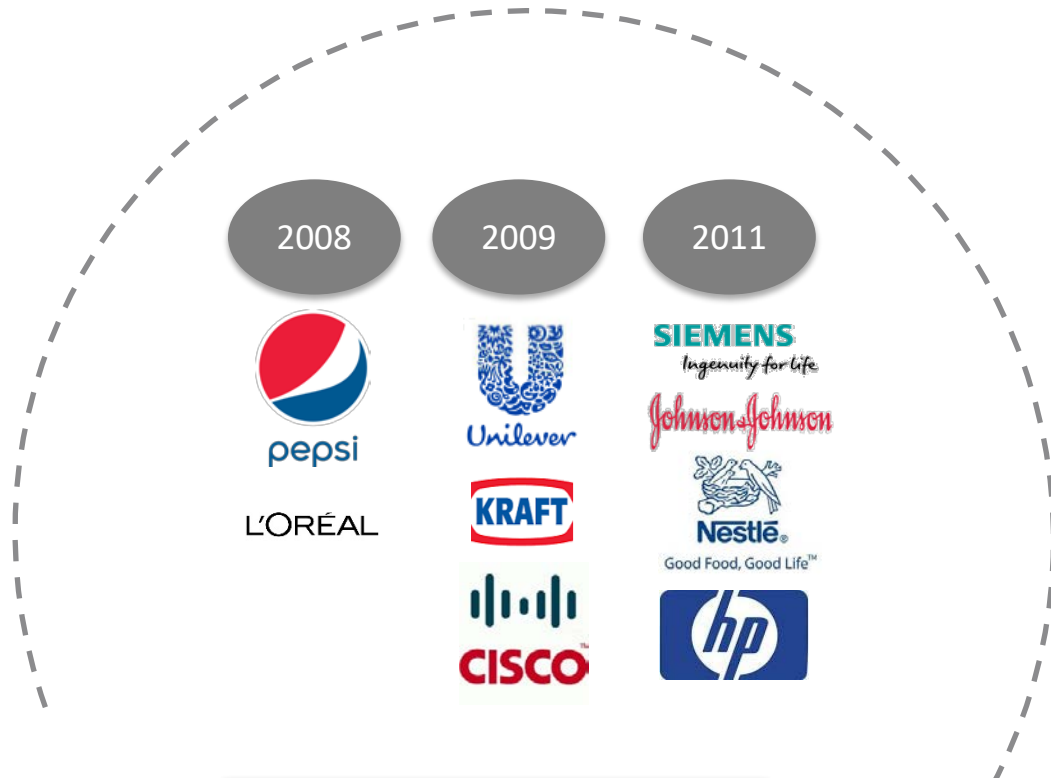 2008
2009
2011
pepsi
L'ORÉAL
Unilever
KRAFT
CISCO™
SIEMENS
Ingenuity for life
Johnson&Johnson
Nestlé®
Good Food, Good Life™
hp